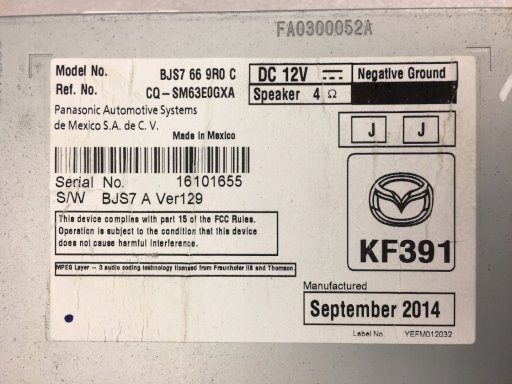 FA0300052A
Model No. BJS7 66 9R0 C
Ref. No. CQ-SM63E0GXA
DC 12V
Negative Ground
Speaker 4 Ω
Panasonic Automotive Systems
de Mexico S.A. de C. V.
Made in Mexico
J J
Serial No. 16101655
S/W BJS7 A Ver129
This device complies with part 15 of the FCC Rules.
Operation is subject to the condition that this device
does not cause harmful interference.
KF391
MPEG Layer - 3 audio coding technology licensed from Fraunhofer IIS and Thomson.
Manufactured
September 2014
Label No. YEFM012032